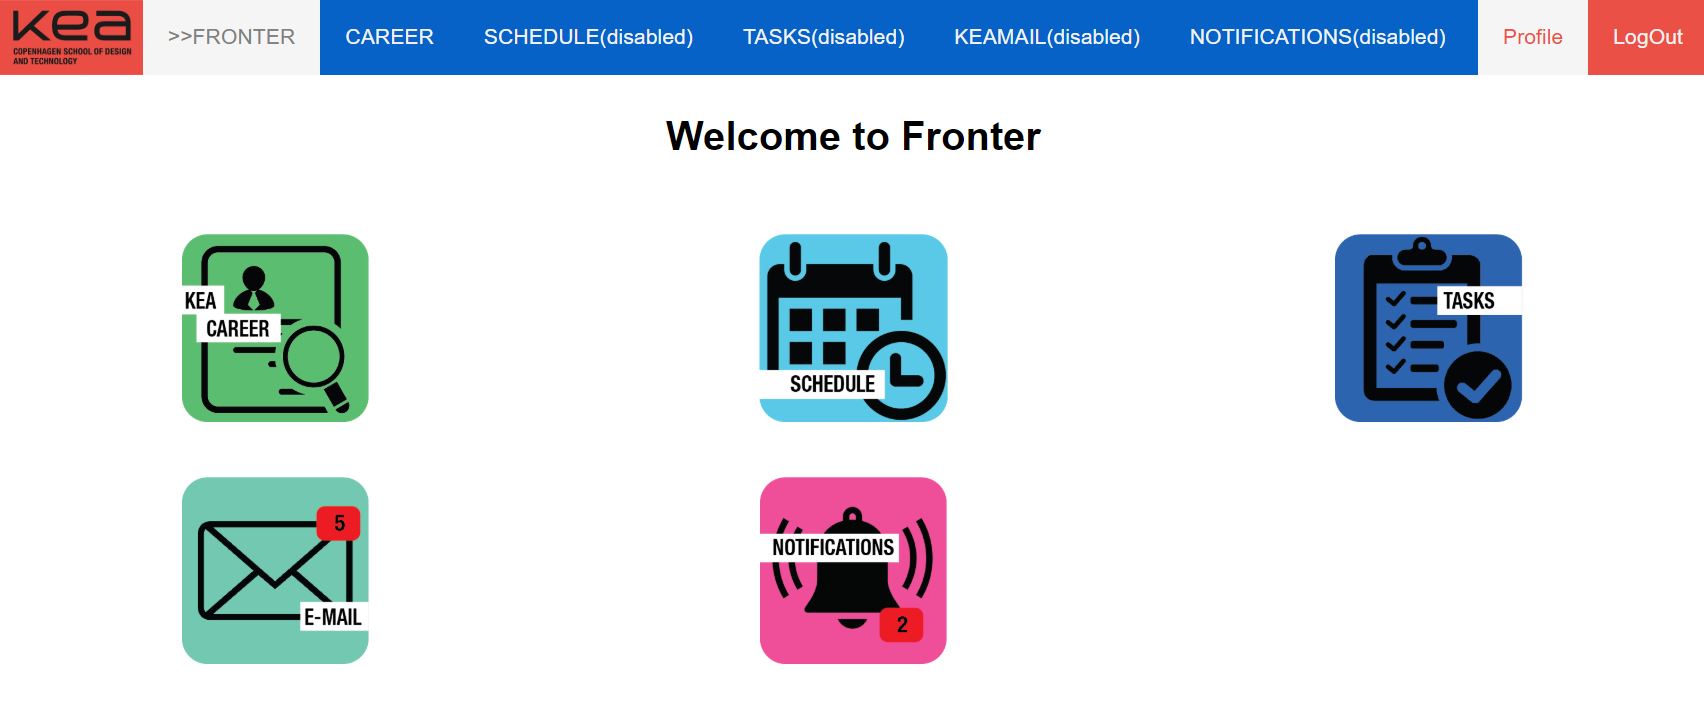 kea
COPENHAGEN SCHOOL OF DESIGN
AND TECHNOLOGY
>>FRONTER
CAREER
SCHEDULE(disabled)
TASKS(disabled)
KEAMAIL(disabled)
NOTIFICATIONS(disabled)
Profile
LogOut
Welcome to Fronter
KEA
CAREER
SCHEDULE
TASKS
5
E-MAIL
NOTIFICATIONS
2